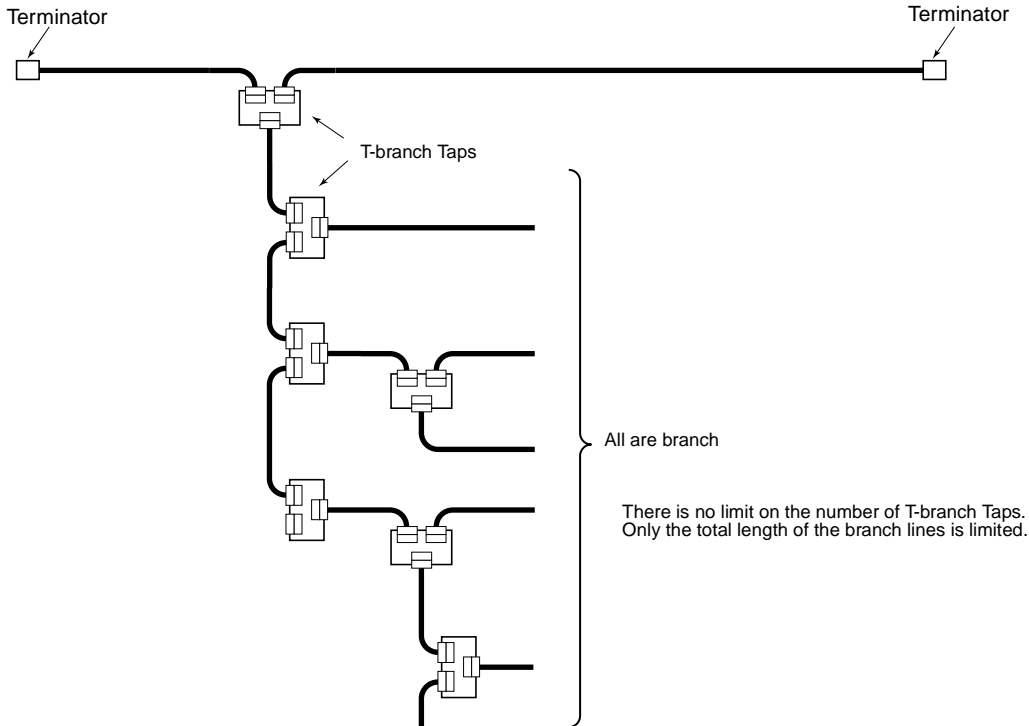 Terminator
Terminator
T-branch Taps
All are branch
There is no limit on the number of T-branch Taps.
Only the total length of the branch lines is limited.